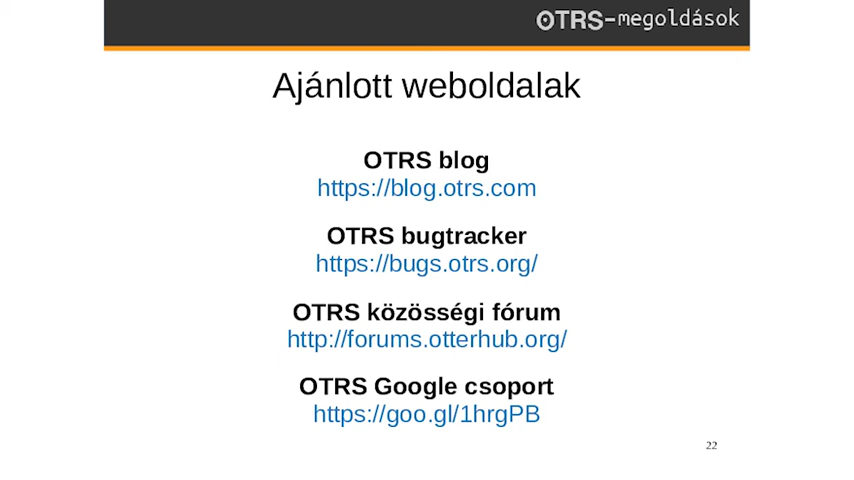 OTRS-megoldások
Ajánlott weboldalak
OTRS blog
https://blog.otrs.com
OTRS bugtracker
https://bugs.otrs.org/
OTRS közösségi fórum
http://forums.otterhub.org/
OTRS Google csoport
https://goo.gl/1hrgPB
22